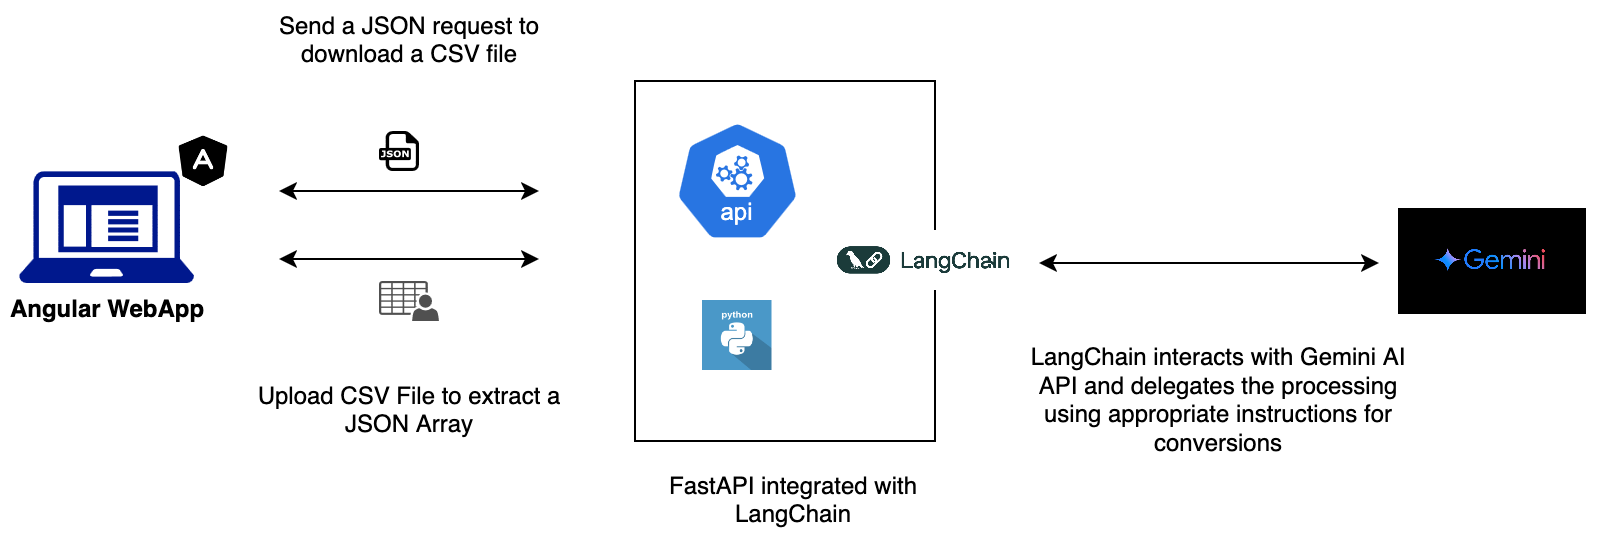 Send a JSON request to
download a CSV file
JSON
A
Angular WebApp
Upload CSV File to extract a
JSON Array
api
LangChain
python
FastAPI integrated with
LangChain
Gemini
LangChain interacts with Gemini AI
API and delegates the processing
using appropriate instructions for
conversions